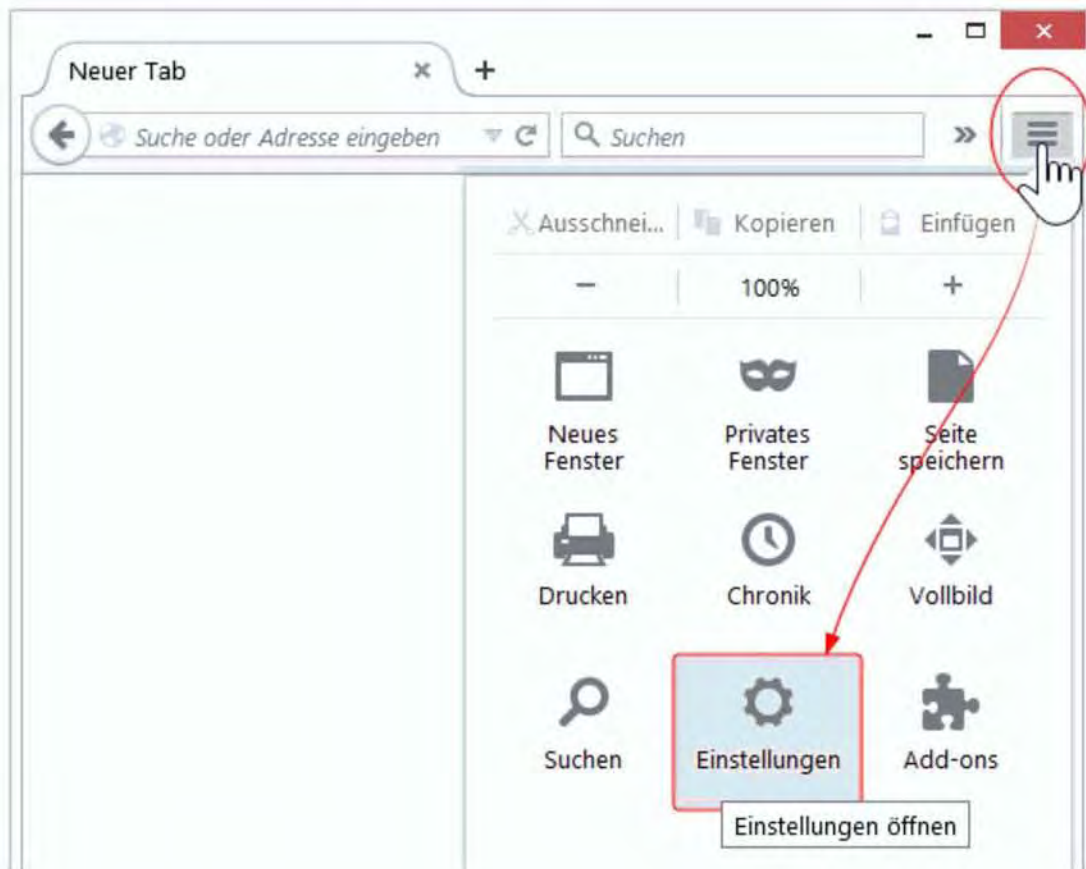 Neuer Tab
Suche oder Adresse eingeben
Suchen
Ausschnei...
Kopieren
Einfügen
100%
Neues
Fenster
Privates
Fenster
Seite
speichern
Drucken
Chronik
Vollbild
Suchen
Einstellungen
Add-ons
Einstellungen öffnen